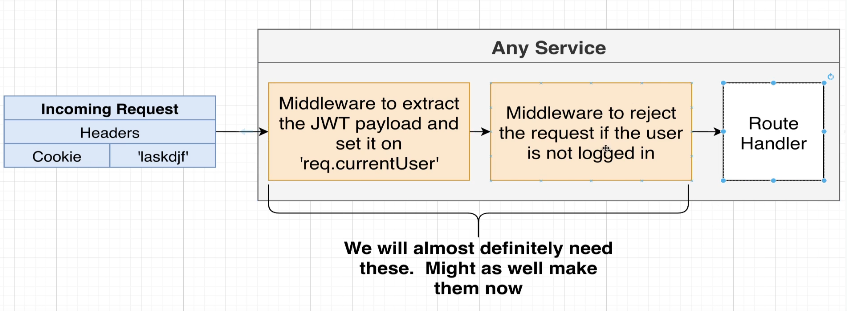 Any Service
Incoming Request
Headers
Cookie
'laskdjf'
Middleware to extract
the JWT payload and
set it on
'req.currentUser'
Middleware to reject
the request if the user
is not logged in
Route
Handler
We will almost definitely need
these.  Might as well make
them now